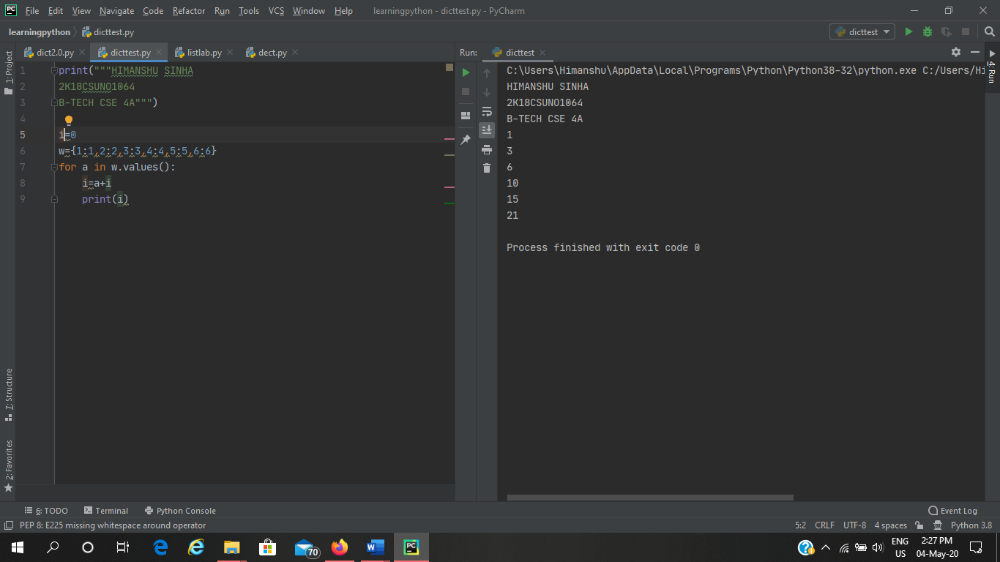 PC File Edit View Navigate Code Refactor Run Tools VCS Window Help learningpython - dicttest.py - PyCharm
learningpython dicttest.py dicttest
1: Project
dict2.0.py dicttest.py listlab.py dect.py
1 print("""HIMANSHU SINHA
2 2K18CSUNO1064
3 B-TECH CSE 4A""")
4
5 i=0
6 w={1:1,2:2,3:3,4:4,5:5,6:6}
7 for a in w.values():
8 i=a+i
9 print(i)
Run: dicttest
C:\Users\Himanshu\AppData\Local\Programs\Python\Python38-32\python.exe C:/Users/Hi
HIMANSHU SINHA
2K18CSUNO1064
B-TECH CSE 4A
1
3
6
10
15
21
Process finished with exit code 0
4: Run
7: Structure
2: Favorites
6: TODO Terminal Python Console Event Log
PEP 8: E225 missing whitespace around operator 5:2 CRLF UTF-8 4 spaces Python 3.8
70 W PC ENG 2:27 PM
US 04-May-20